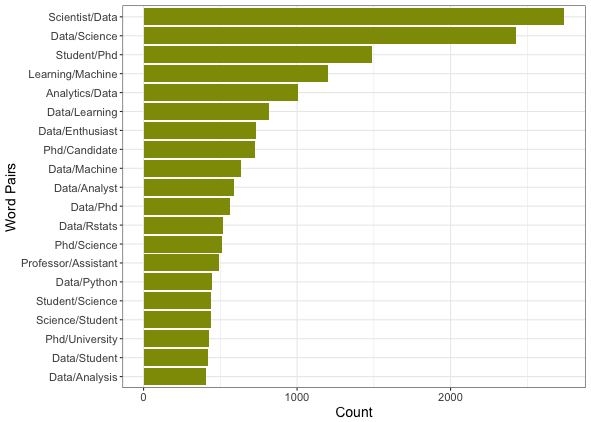 Scientist/Data
Data/Science
Student/Phd
Learning/Machine
Analytics/Data
Data/Learning
Data/Enthusiast
Phd/Candidate
Data/Machine
Data/Analyst
Data/Phd
Data/Rstats
Phd/Science
Professor/Assistant
Data/Python
Student/Science
Science/Student
Phd/University
Data/Student
Data/Analysis
Word Pairs
0 1000 2000
Count